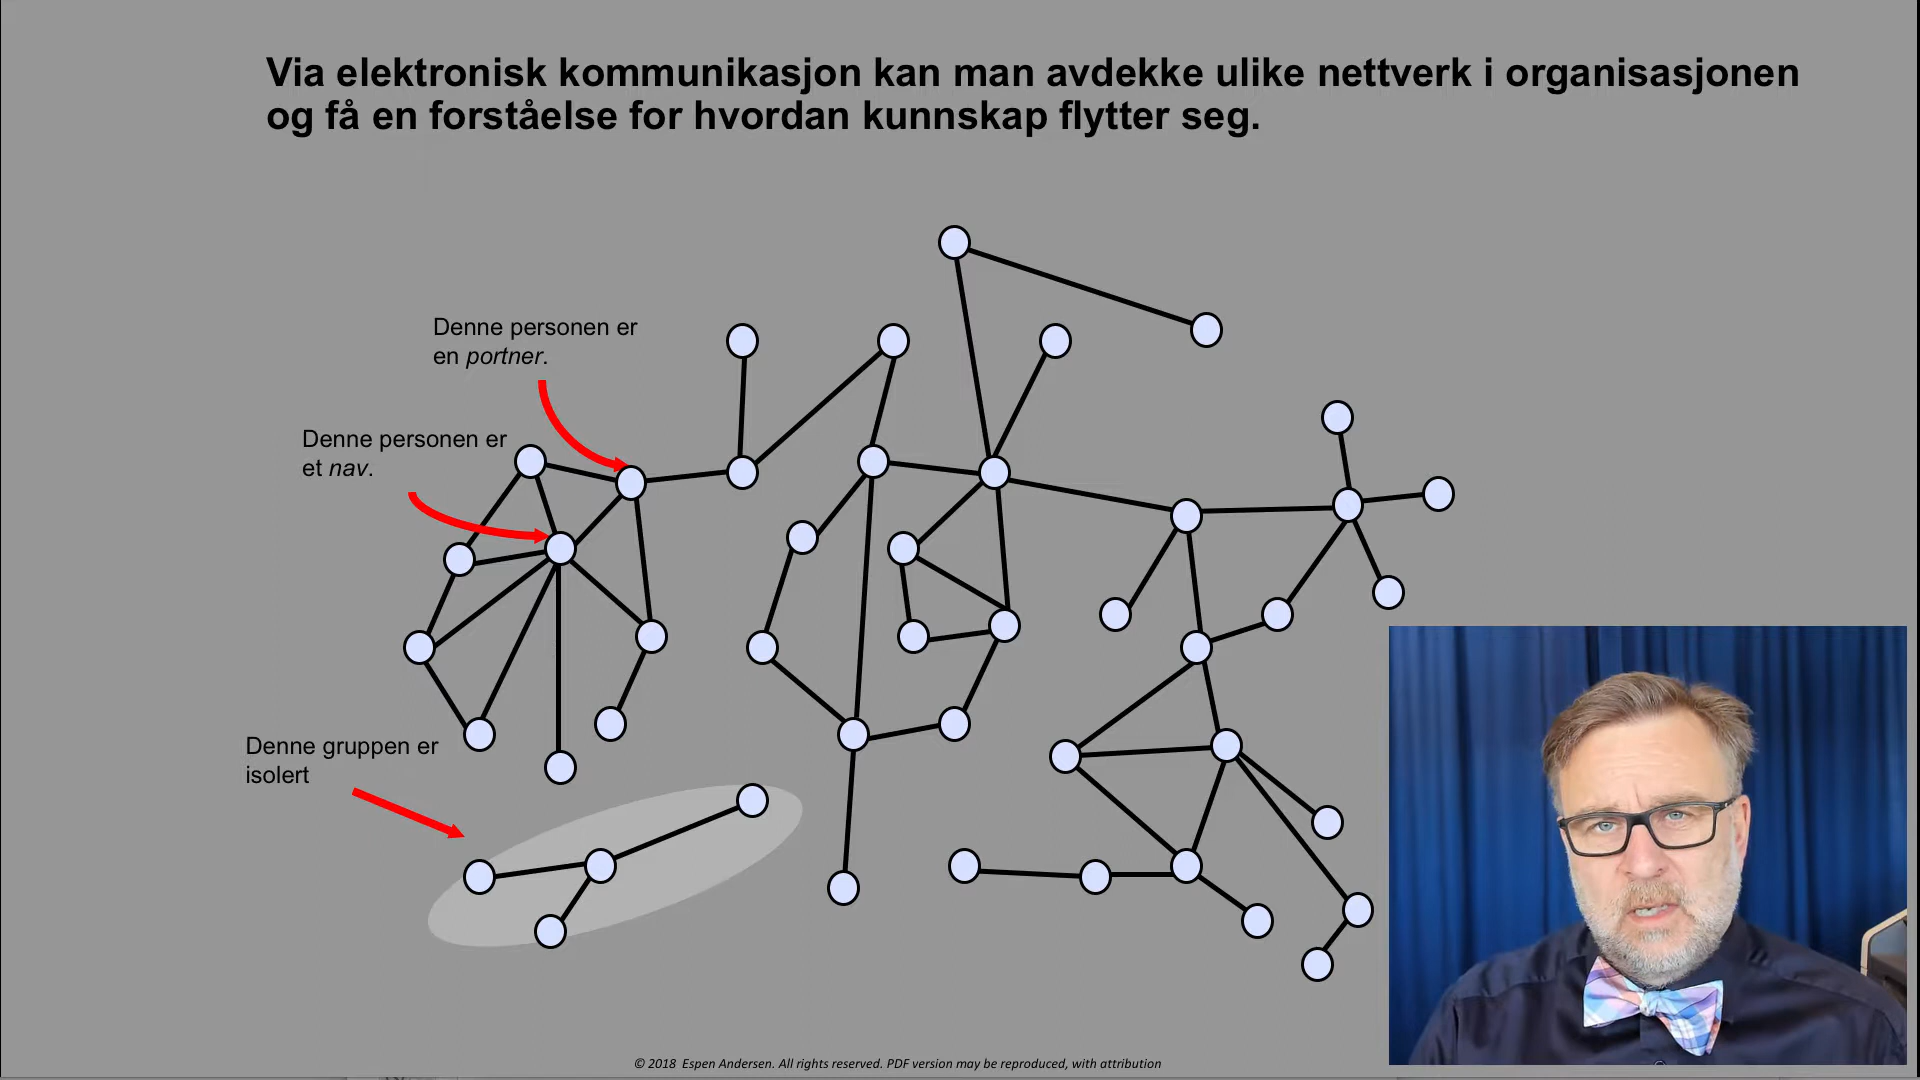 Via elektronisk kommunikasjon kan man avdekke ulike nettverk i organisasjonen
og få en forståelse for hvordan kunnskap flytter seg.
Denne personen er
en portner.
Denne personen er
et nav.
Denne gruppen er
isolert
© 2018 Espen Andersen. All rights reserved. PDF version may be reproduced, with attribution